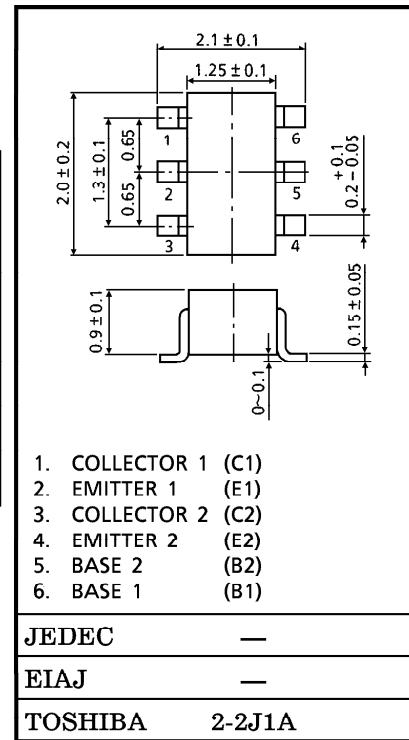 2.1±0.1
1.25±0.1
2.0±0.2
1.3±0.1
0.65
0.65
1
2
3
6
5
4
+0.1
0.2−0.05
0.9±0.1
0~0.1
0.15±0.05
1. COLLECTOR 1 (C1)
2. EMITTER 1 (E1)
3. COLLECTOR 2 (C2)
4. EMITTER 2 (E2)
5. BASE 2 (B2)
6. BASE 1 (B1)
JEDEC —
EIAJ —
TOSHIBA 2-2J1A